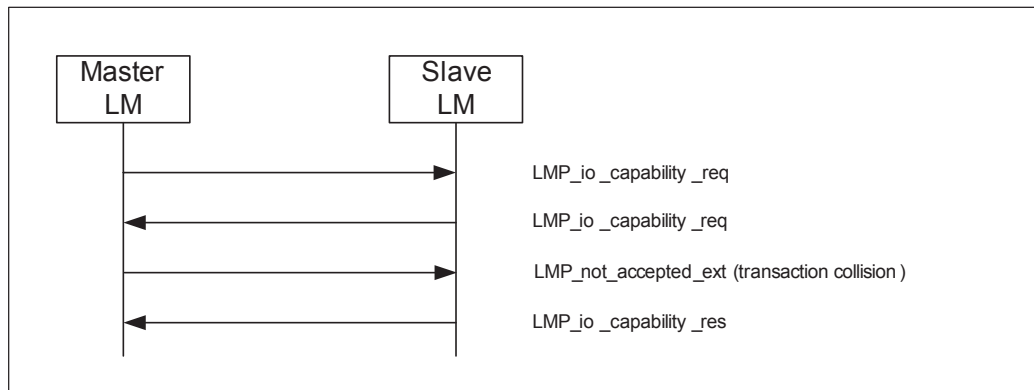 Master
LM
Slave
LM
LMP_io _capability _req
LMP_io _capability _req
LMP_not_accepted_ext (transaction collision )
LMP_io _capability _res